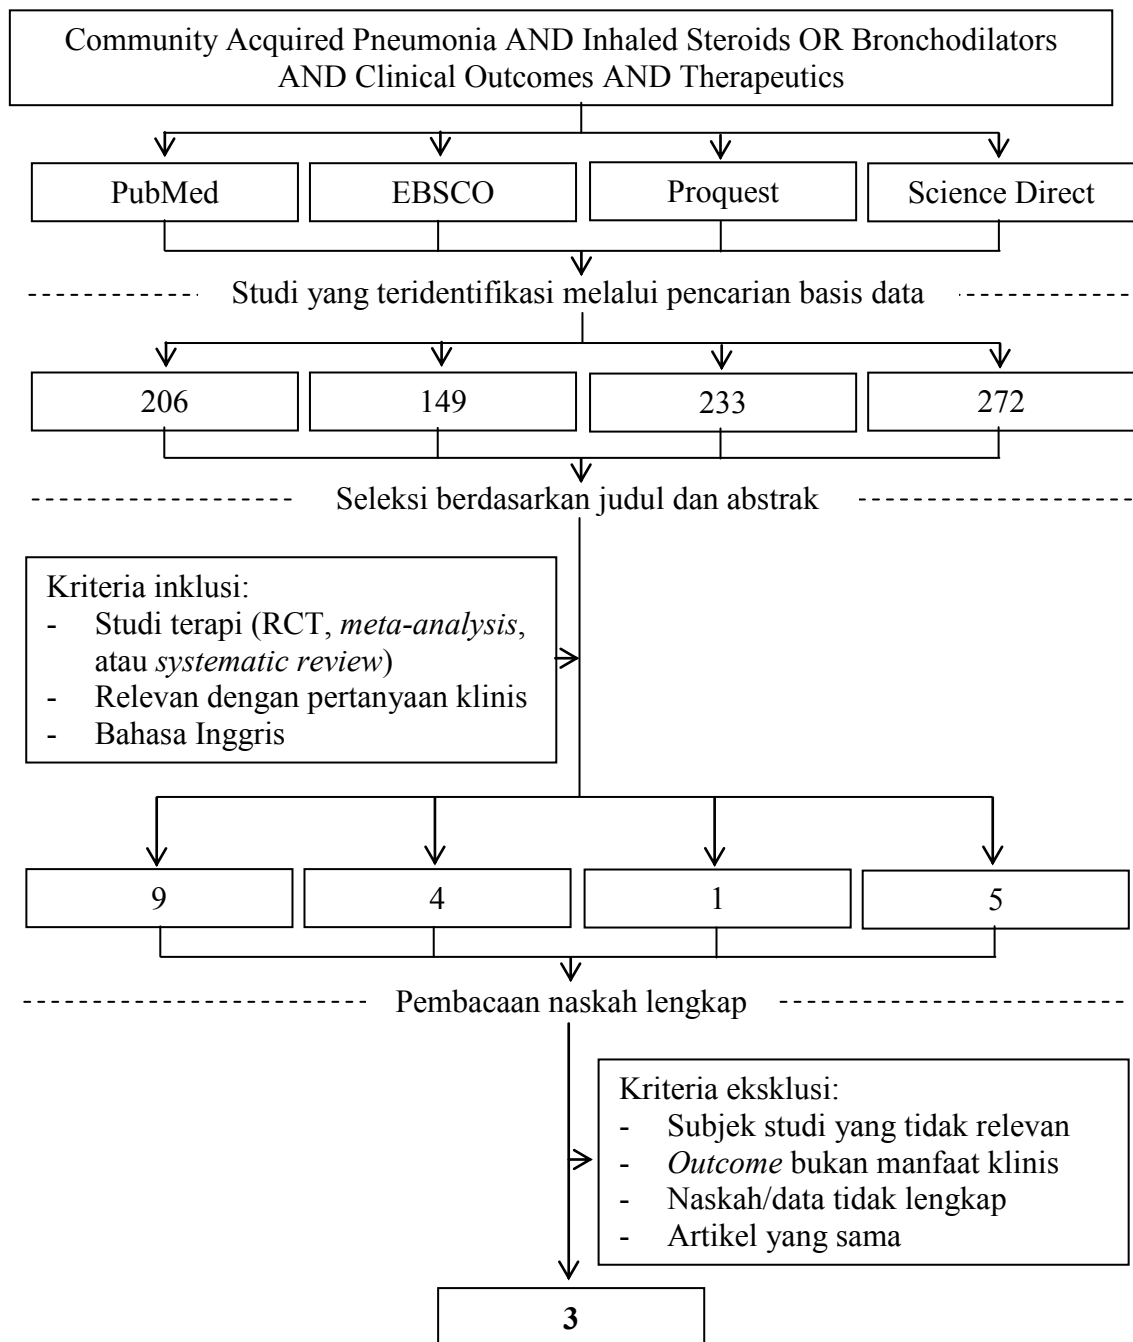 Community Acquired Pneumonia AND Inhaled Steroids OR Bronchodilators
AND Clinical Outcomes AND Therapeutics
PubMed
EBSCO
Proquest
Science Direct
Studi yang teridentifikasi melalui pencarian basis data
206
149
233
272
Seleksi berdasarkan judul dan abstrak
Kriteria inklusi:
- Studi terapi (RCT, meta-analysis,
atau systematic review)
- Relevan dengan pertanyaan klinis
- Bahasa Inggris
9
4
1
5
Pembacaan naskah lengkap
Kriteria eksklusi:
- Subjek studi yang tidak relevan
- Outcome bukan manfaat klinis
- Naskah/data tidak lengkap
- Artikel yang sama
3